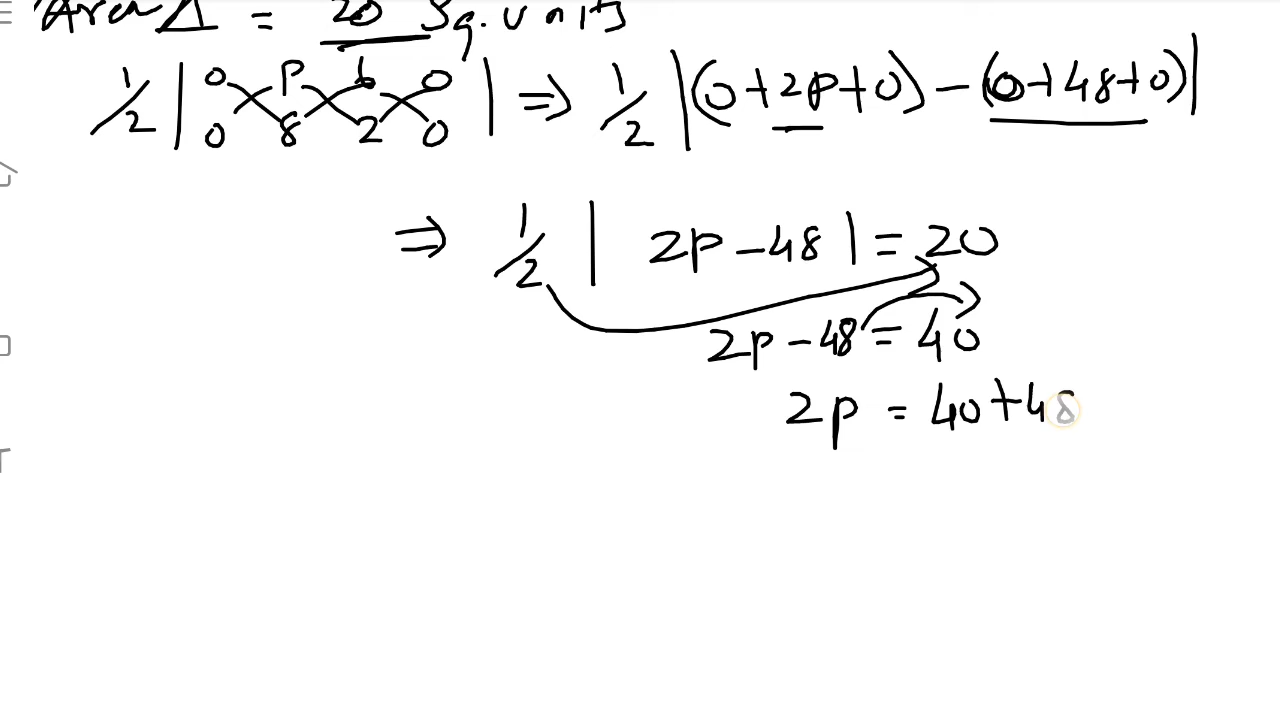 Area Δ = 20 Sq. units
1/2 | 0 P 6 0 | ⇒ 1/2 |(0+2p+0) − (0+48+0)|
0 8 2 0
⇒ 1/2 | 2p − 48 | = 20
2p − 48 = 40
2p = 40 + 48